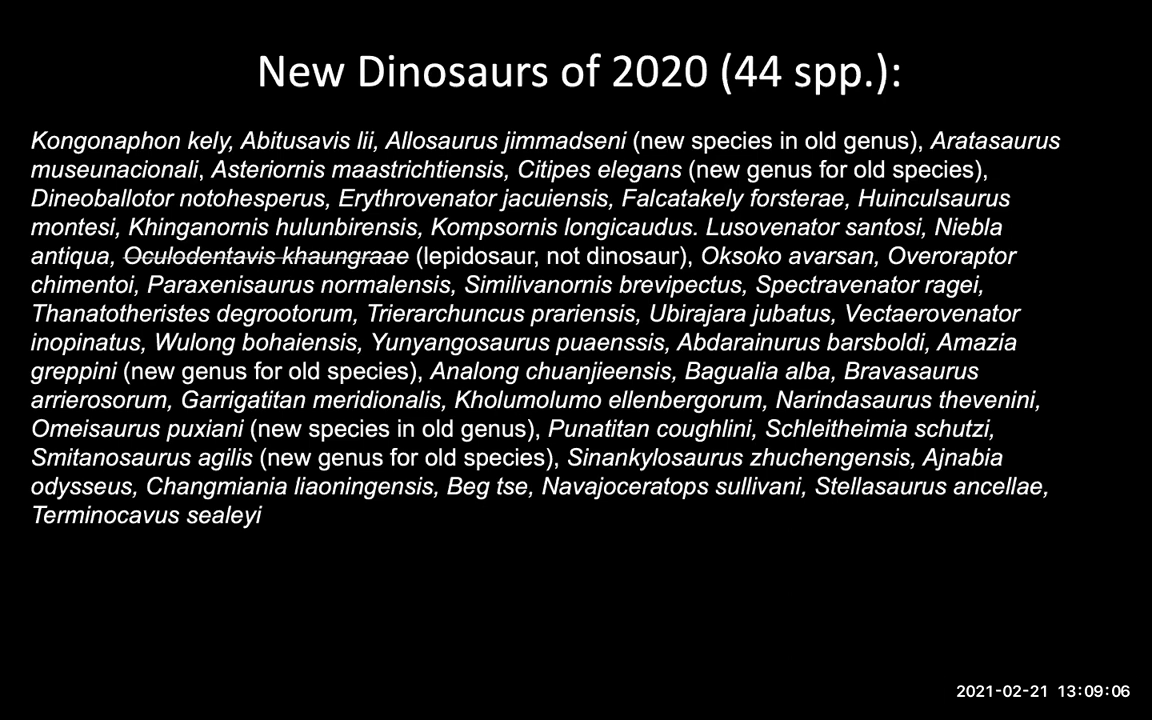 New Dinosaurs of 2020 (44 spp.):
Kongonaphon kely, Abitusavis lii, Allosaurus jimmadseni (new species in old genus), Aratasaurus
museunacionali, Asteriornis maastrichtiensis, Citipes elegans (new genus for old species),
Dineoballotor notohesperus, Erythrovenator jacuiensis, Falcatakely forsterae, Huinculsaurus
montesi, Khinganornis hulunbirensis, Kompsornis longicaudus. Lusovenator santosi, Niebla
antiqua, Oculodentavis khaungraae (lepidosaur, not dinosaur), Oksoko avarsan, Overoraptor
chimentoi, Paraxenisaurus normalensis, Similivanornis brevipectus, Spectravenator ragei,
Thanatotheristes degrootorum, Trierarchuncus prariensis, Ubirajara jubatus, Vectaerovenator
inopinatus, Wulong bohaiensis, Yunyangosaurus puaenssis, Abdarainurus barsboldi, Amazia
greppini (new genus for old species), Analong chuanjieensis, Bagualia alba, Bravasaurus
arrierosorum, Garrigatitan meridionalis, Kholumolumo ellenbergorum, Narindasaurus thevenini,
Omeisaurus puxiani (new species in old genus), Punatitan coughlini, Schleitheimia schutzi,
Smitanosaurus agilis (new genus for old species), Sinankylosaurus zhuchengensis, Ajnabia
odysseus, Changmiania liaoningensis, Beg tse, Navajoceratops sullivani, Stellasaurus ancellae,
Terminocavus sealeyi
2021-02-21 13:09:06